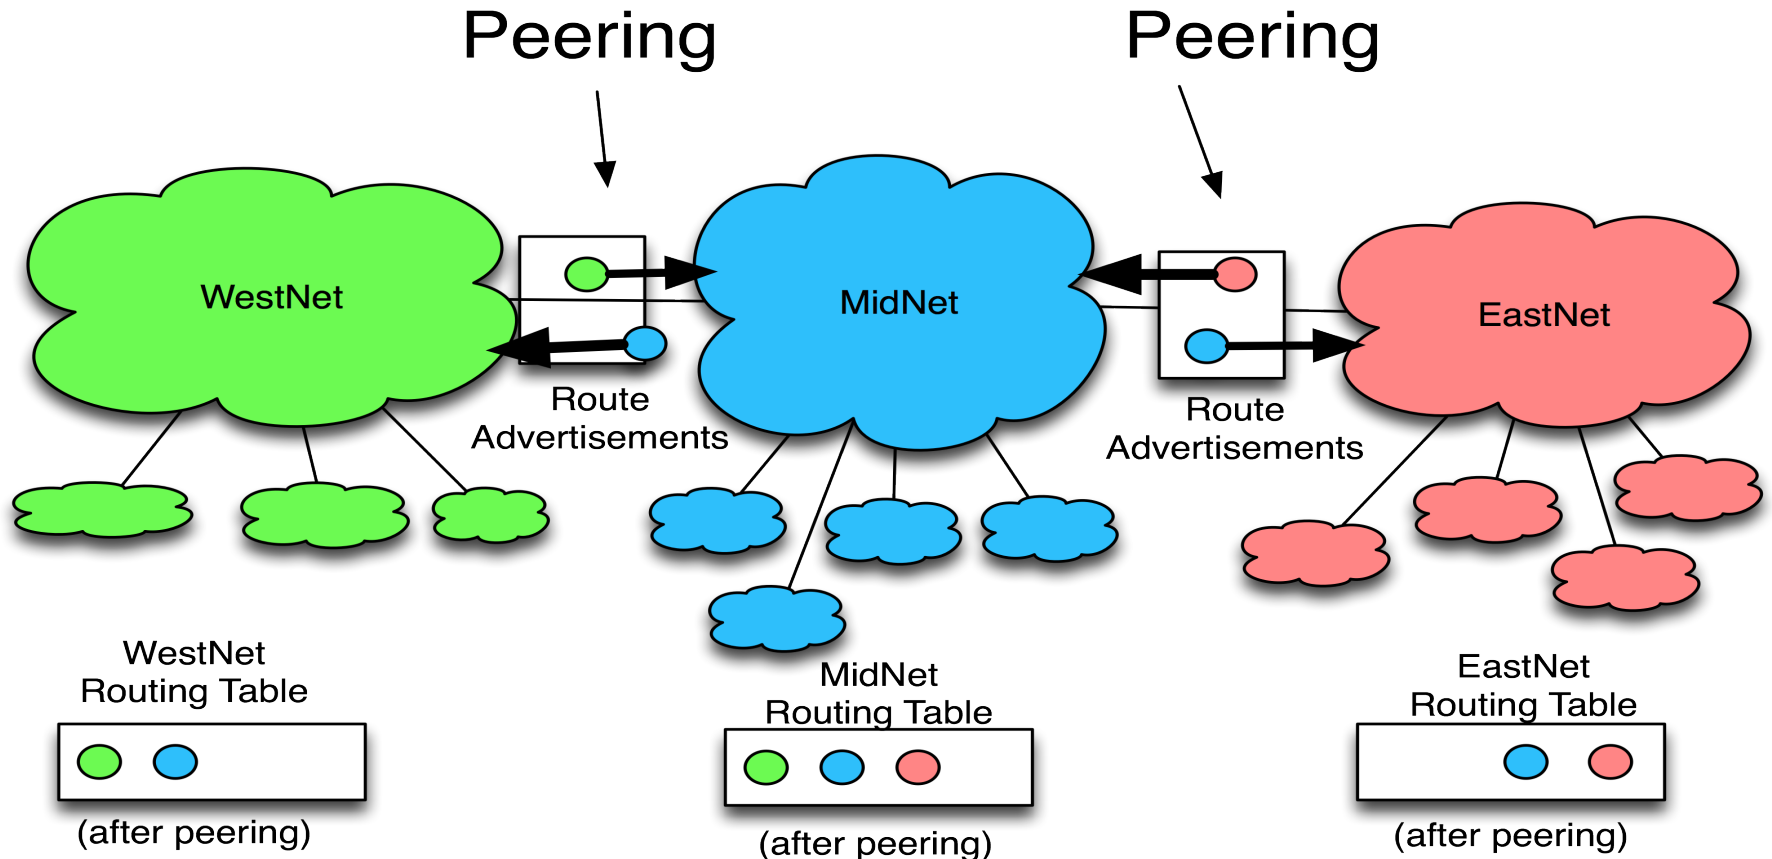 Peering
Peering
WestNet
MidNet
EastNet
Route
Advertisements
Route
Advertisements
WestNet
Routing Table
(after peering)
MidNet
Routing Table
(after peering)
EastNet
Routing Table
(after peering)